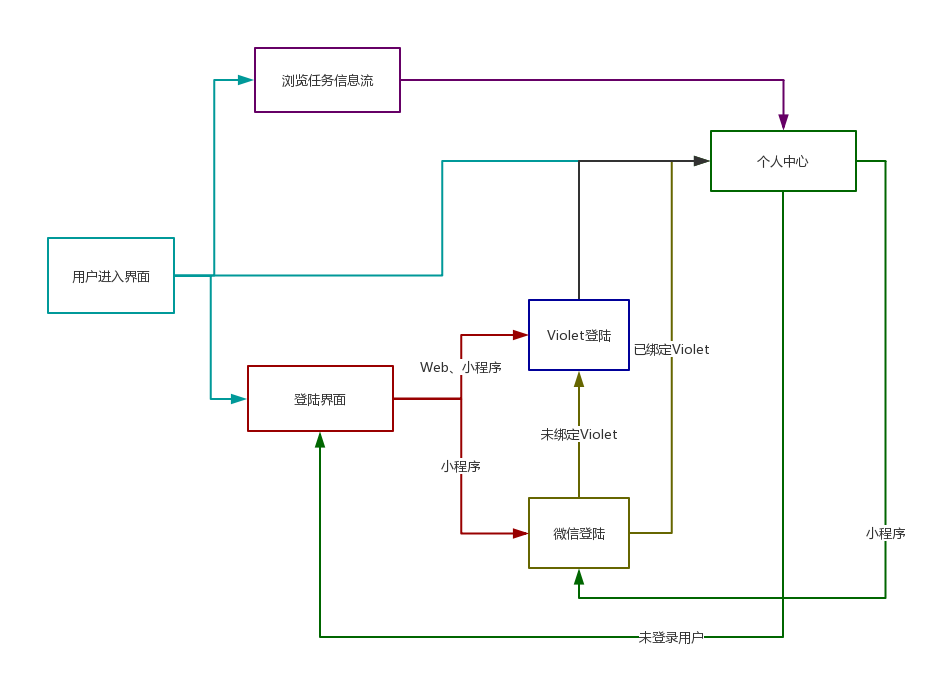 浏览任务信息流
个人中心
用户进入界面
Violet登陆
已绑定Violet
Web、小程序
登陆界面
未绑定Violet
小程序
微信登陆
小程序
未登录用户